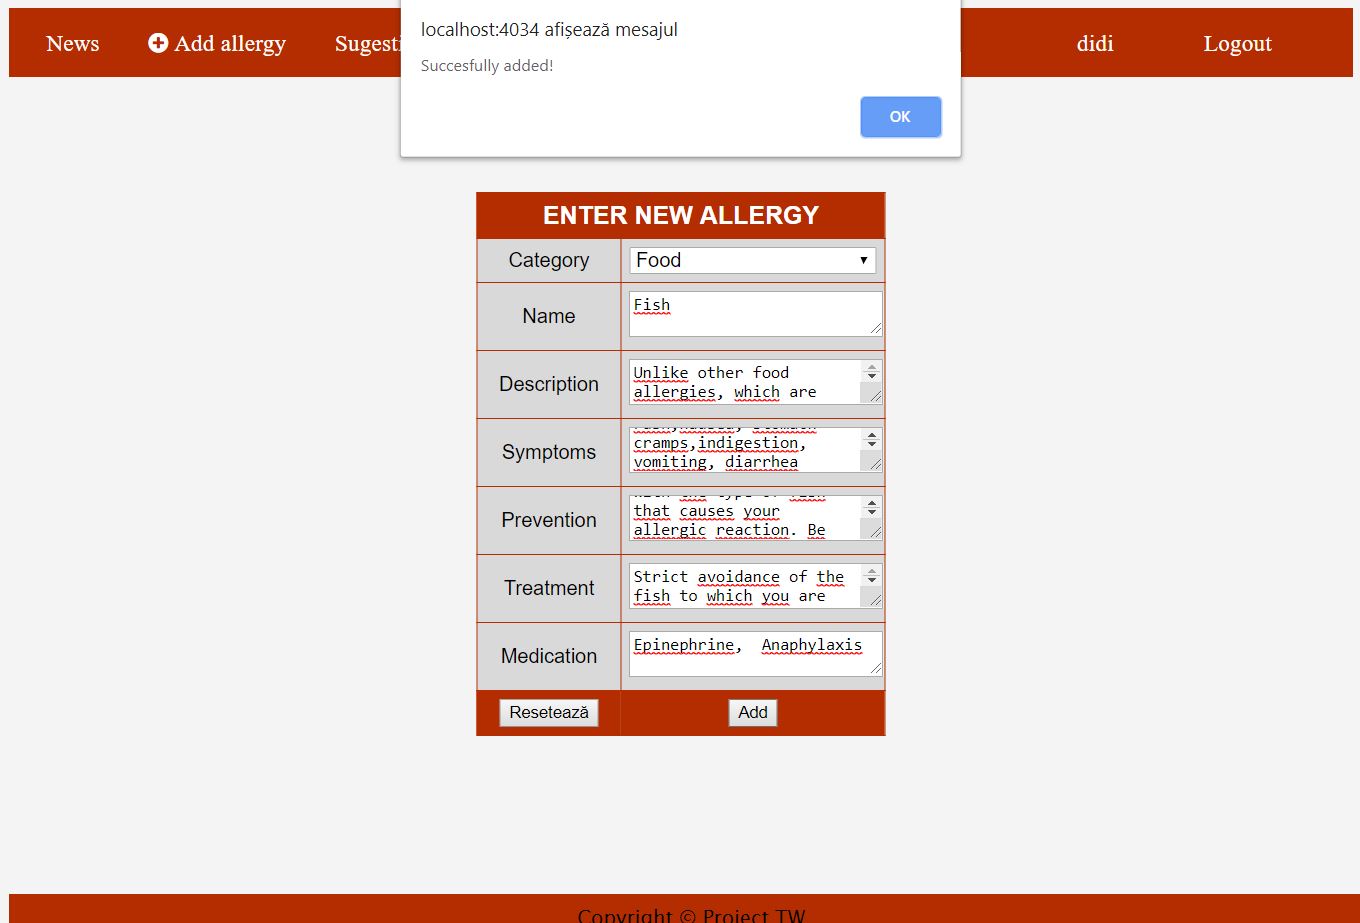 localhost:4034 afișează mesajul
Succesfully added!
OK
News
Add allergy
Sugesti
didi
Logout
ENTER NEW ALLERGY
Category
Food
Name
Fish
Description
Unlike other food
allergies, which are
Symptoms
cramps,indigestion,
vomiting, diarrhea
Prevention
that causes your
allergic reaction. Be
Treatment
Strict avoidance of the
fish to which you are
Medication
Epinephrine,  Anaphylaxis
Resetează
Add
Copyright © Project TW